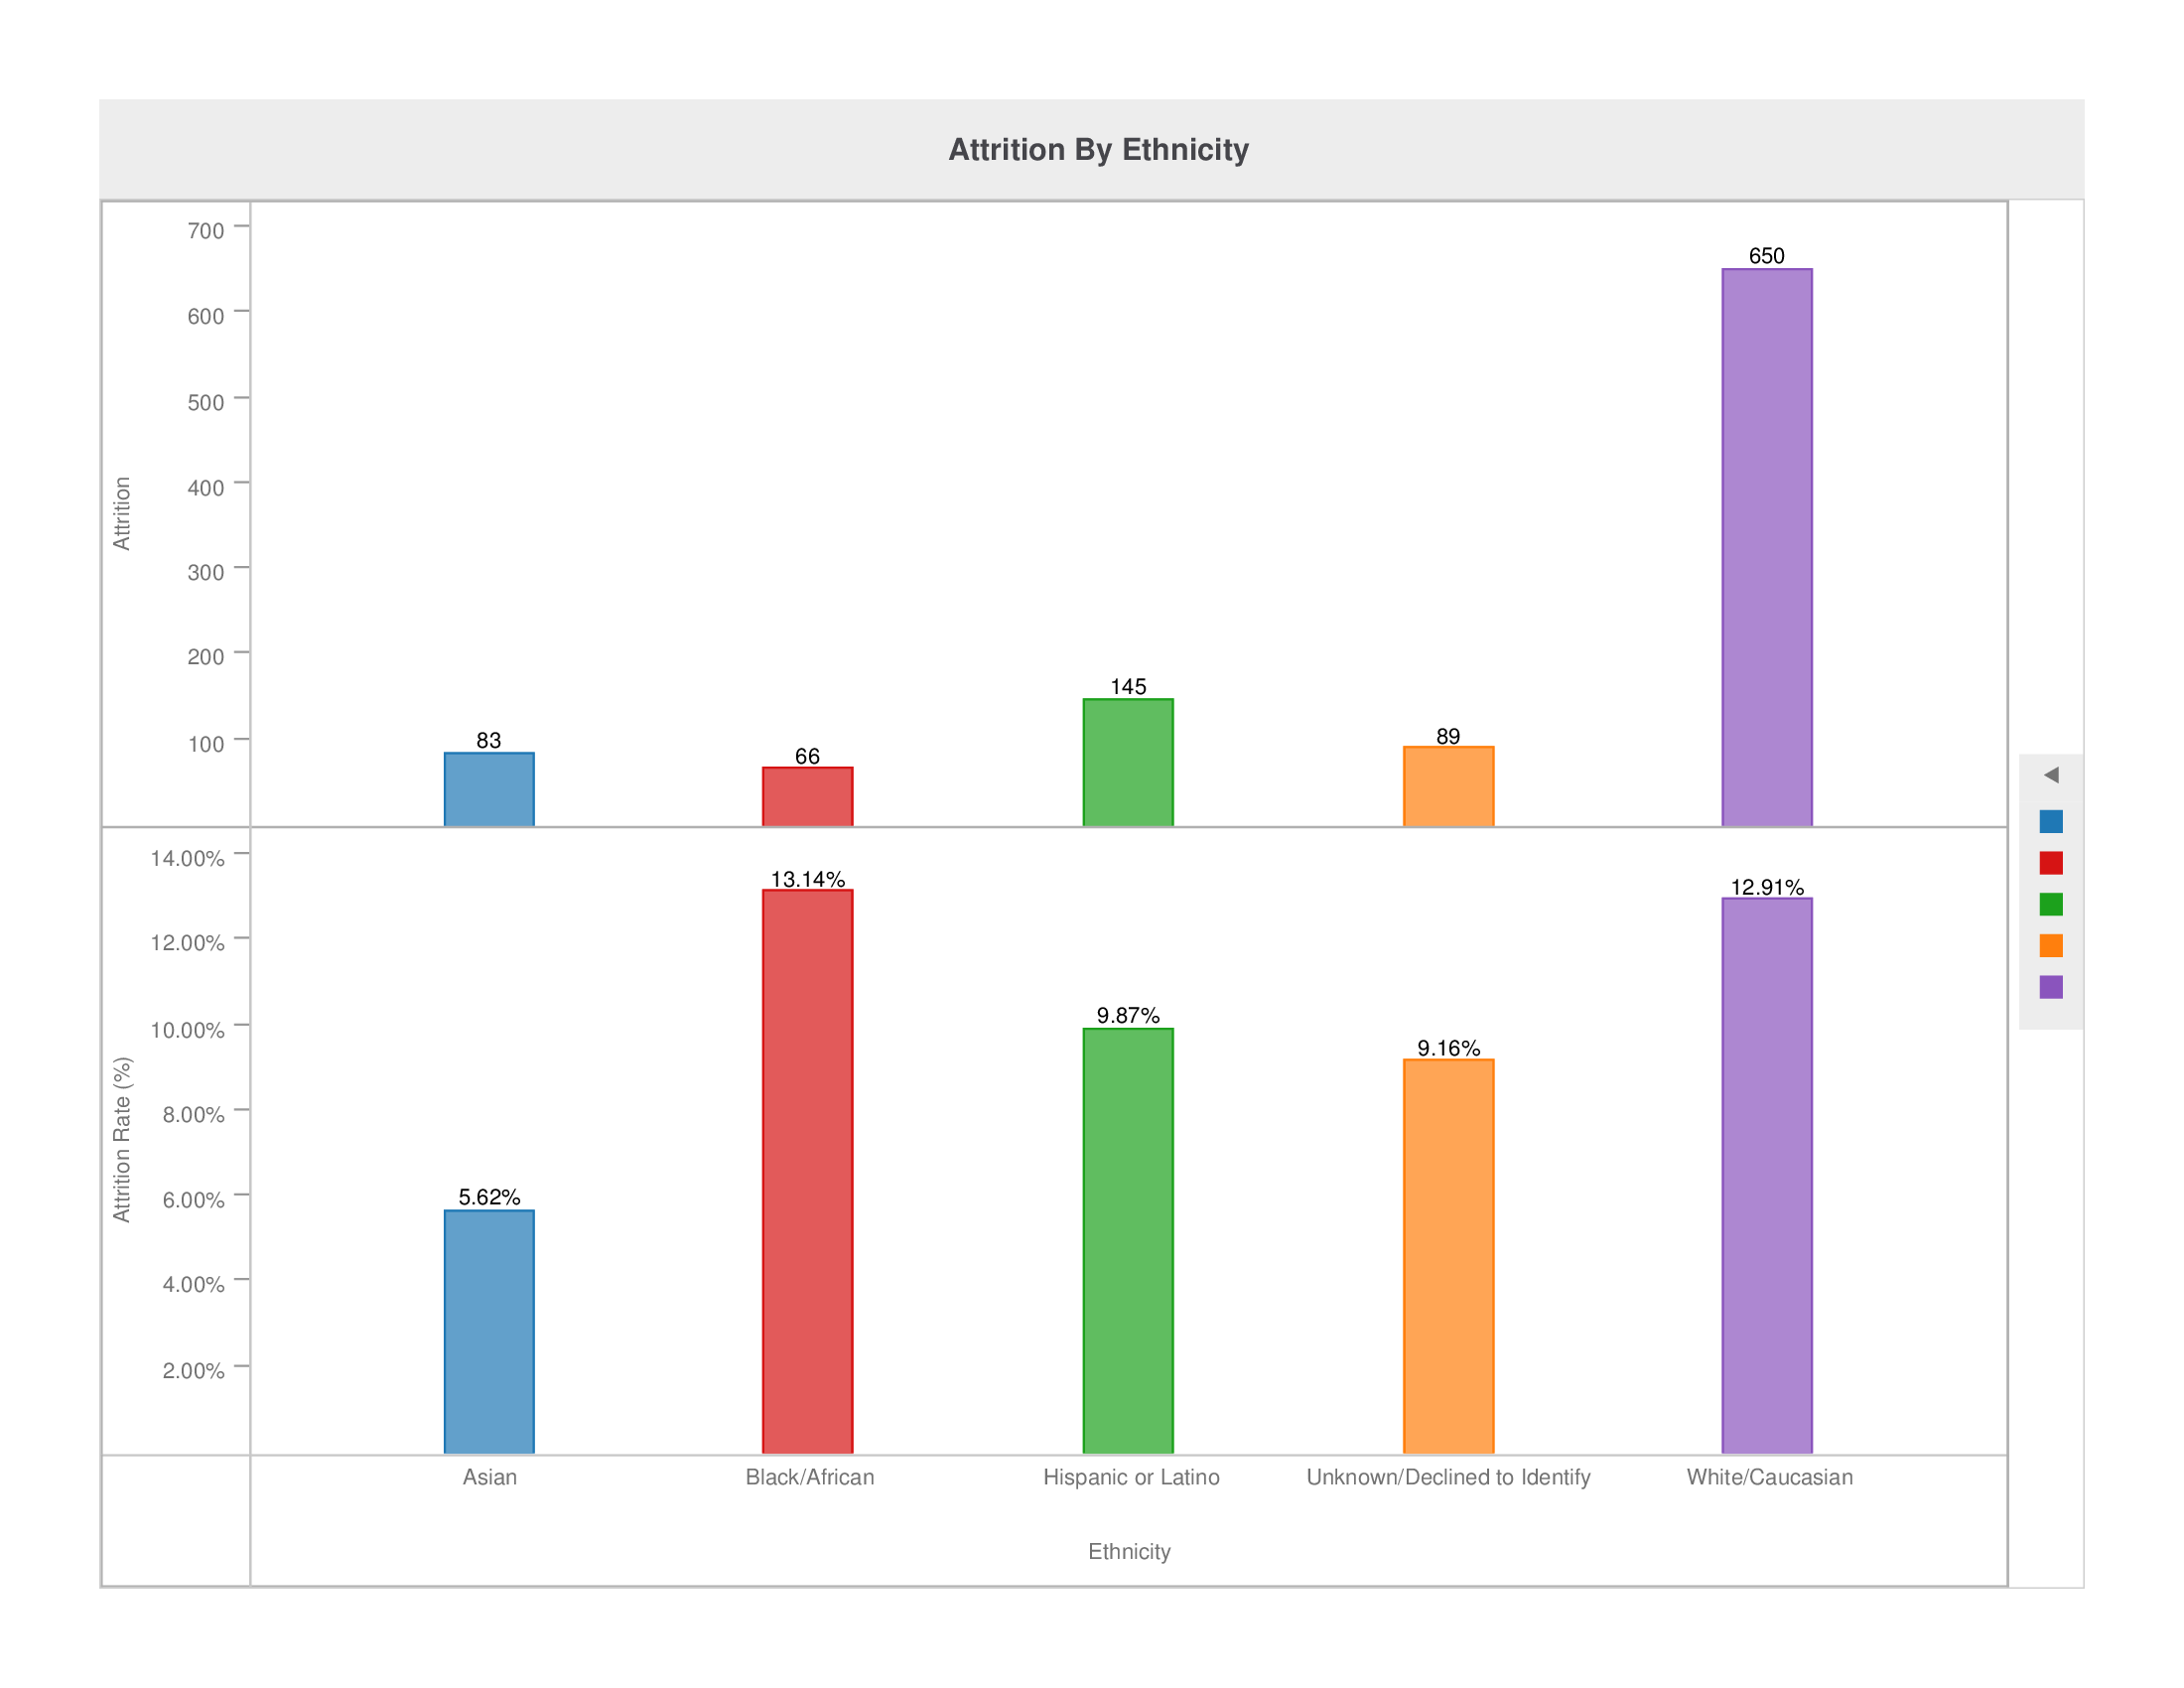 Attrition By Ethnicity
700
600
500
400
300
200
100
Attrition
83
66
145
89
650
14.00%
12.00%
10.00%
8.00%
6.00%
4.00%
2.00%
Attrition Rate (%)
5.62%
13.14%
9.87%
9.16%
12.91%
Asian
Black/African
Hispanic or Latino
Unknown/Declined to Identify
White/Caucasian
Ethnicity